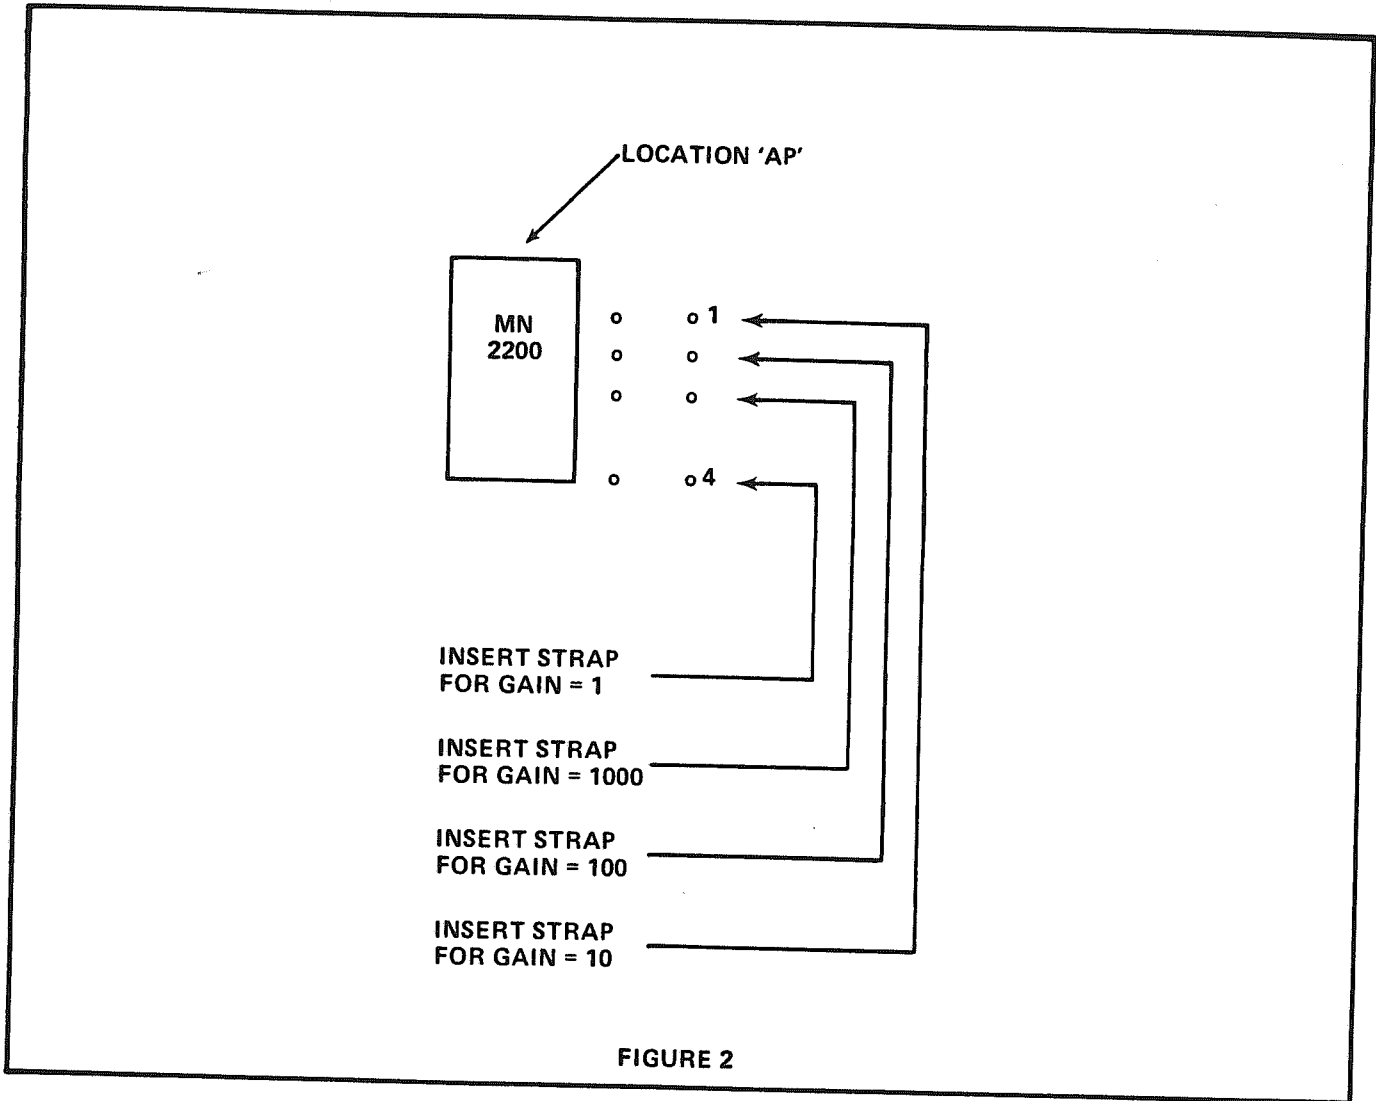 LOCATION ‘AP’
MN
2200
1
4
INSERT STRAP
FOR GAIN = 1
INSERT STRAP
FOR GAIN = 1000
INSERT STRAP
FOR GAIN = 100
INSERT STRAP
FOR GAIN = 10
FIGURE 2